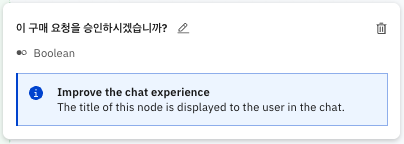 이 구매 요청을 승인하시겠습니까?
Boolean
Improve the chat experience
The title of this node is displayed to the user in the chat.